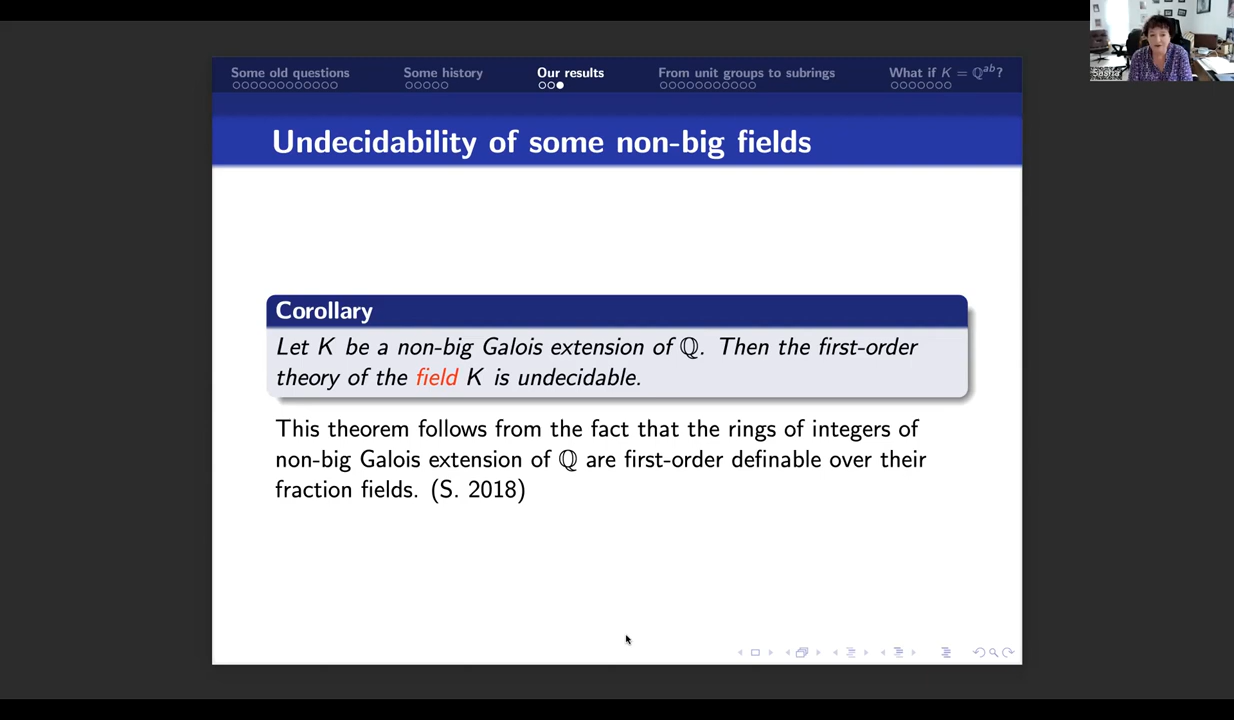 Some old questions
Some history
Our results
From unit groups to subrings
What if K = ℚᵃᵇ?
Undecidability of some non-big fields
Corollary
Let K be a non-big Galois extension of ℚ. Then the first-order
theory of the field K is undecidable.
This theorem follows from the fact that the rings of integers of
non-big Galois extension of ℚ are first-order definable over their
fraction fields. (S. 2018)
Sasha